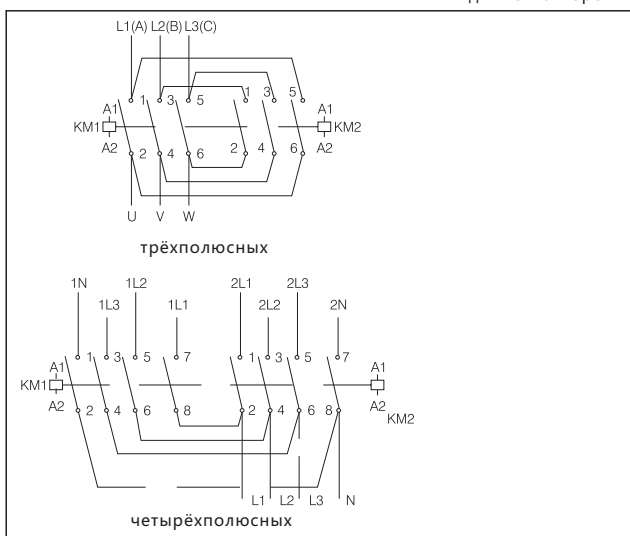 L1(A) L2(B) L3(C)
1 3 5 1 3 5
A1 A1
KM1 KM2
A2 2 4 6 2 4 6 A2
U V W
трёхполюсных
1N 1L2 2L1 2L3
1L3 1L1 2L2 2N
1 3 5 7 1 3 5 7
A1 A1
KM1
A2 2 4 6 8 2 4 6 8 A2
KM2
L1 L2 L3 N
четырёхполюсных